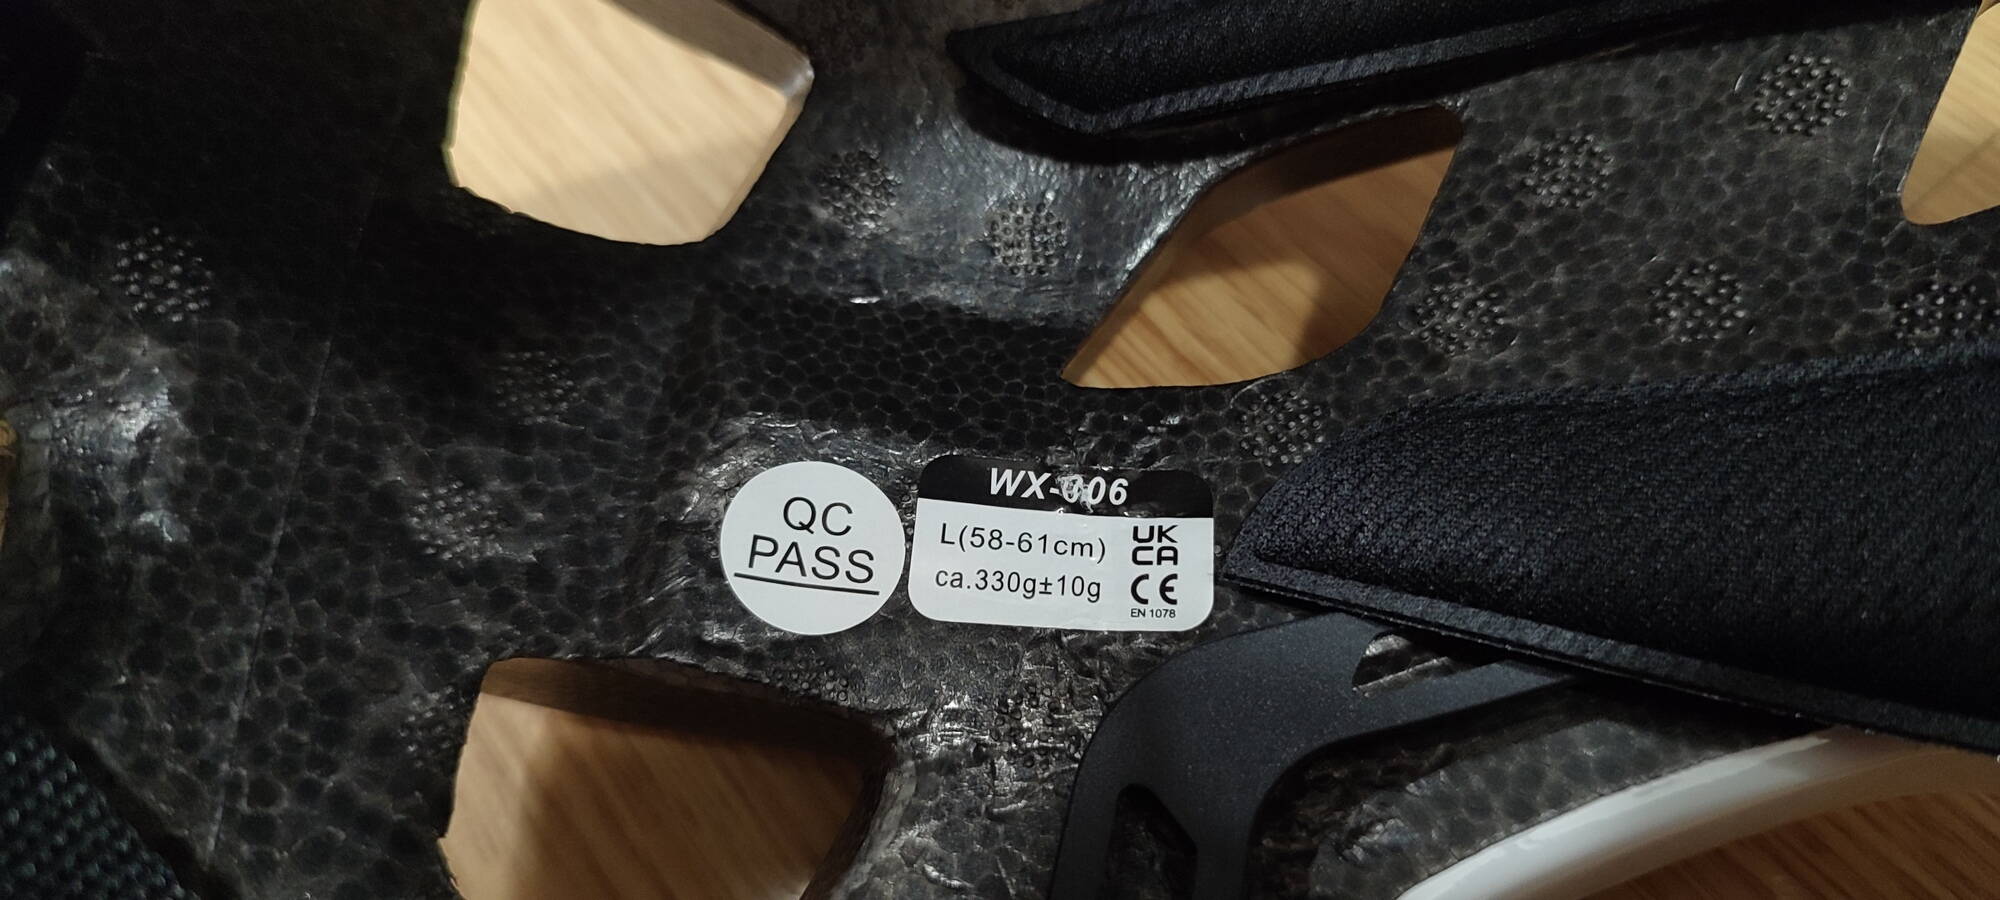 QC
PASS
WX-006
L(58-61cm)
ca.330g±10g
UK
CA
CE
EN 1078